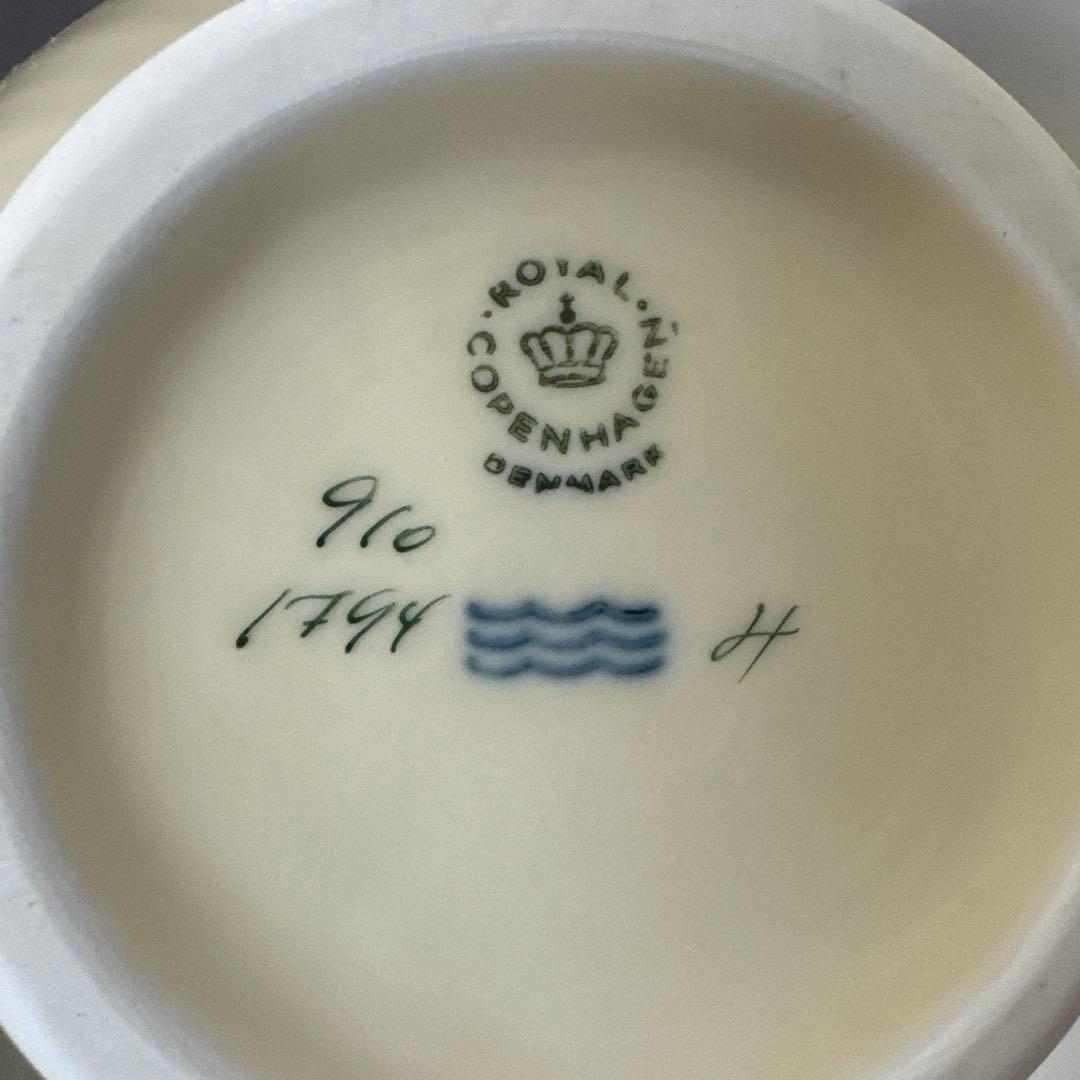 ROYAL
COPENHAGEN
DENMARK
910
1794
H